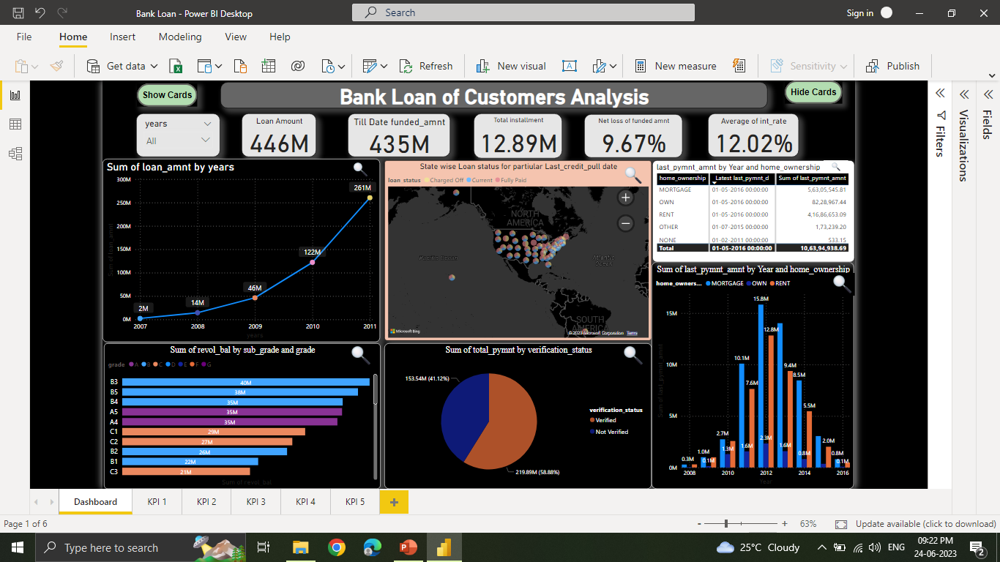 Bank Loan - Power BI Desktop
Search
Sign in
File Home Insert Modeling View Help
Get data
Refresh
New visual
New measure
Sensitivity
Publish
Show Cards
Bank Loan of Customers Analysis
Hide Cards
years
All
Loan Amount
446M
Till Date funded_amnt
435M
Total installment
12.89M
Net loss of funded amnt
9.67%
Average of int_rate
12.02%
Filters
Visualizations
Fields
Sum of loan_amnt by years
Sum of loan_amnt
300M
250M
200M
150M
100M
50M
0M
2M
14M
46M
122M
261M
2007 2008 2009 2010 2011
years
State wise Loan status for partiular Last_credit_pull date
loan_status Charged Off Current Fully Paid
NORTH
AMERICA
Pacific Ocean
Atlantic
Ocean
SOUTH
AMERICA
Microsoft Bing
© 2023 Microsoft Corporation Terms
last_pymnt_amnt by Year and home_ownership
home_ownership Latest last_pymnt_d Sum of last_pymnt_amnt
MORTGAGE 01-05-2016 00:00:00 5,63,05,545.81
OWN 01-05-2016 00:00:00 82,28,967.44
RENT 01-05-2016 00:00:00 4,16,86,653.09
OTHER 01-07-2015 00:00:00 1,73,239.20
NONE 01-02-2011 00:00:00 533.15
Total 01-05-2016 00:00:00 10,63,94,938.69
Sum of last_pymnt_amnt by Year and home_ownership
home_owners... MORTGAGE OWN RENT
Sum of last_pymnt_amnt
15M
10M
5M
0M
0.3M
1.0M
0.1M
2.7M
1.3M
10.1M
1.6M
7.6M
15.8M
2.3M
12.8M
1.6M
9.4M
8.5M
0.8M
5.5M
2.0M
0.8M
0.1M
2008 2010 2012 2014 2016
Year
Sum of revol_bal by sub_grade and grade
grade A B C D E F G
B3 40M
B5 38M
B4 35M
A5 35M
A4 35M
C1 29M
C2 27M
B2 26M
B1 22M
C3 21M
Sum of revol_bal
Sum of total_pymnt by verification_status
153.54M (41.12%)
219.89M (58.88%)
verification_status
Verified
Not Verified
Dashboard KPI 1 KPI 2 KPI 3 KPI 4 KPI 5
Page 1 of 6
63%
Update available (click to download)
Type here to search
25°C Cloudy
ENG
09:22 PM
24-06-2023
2